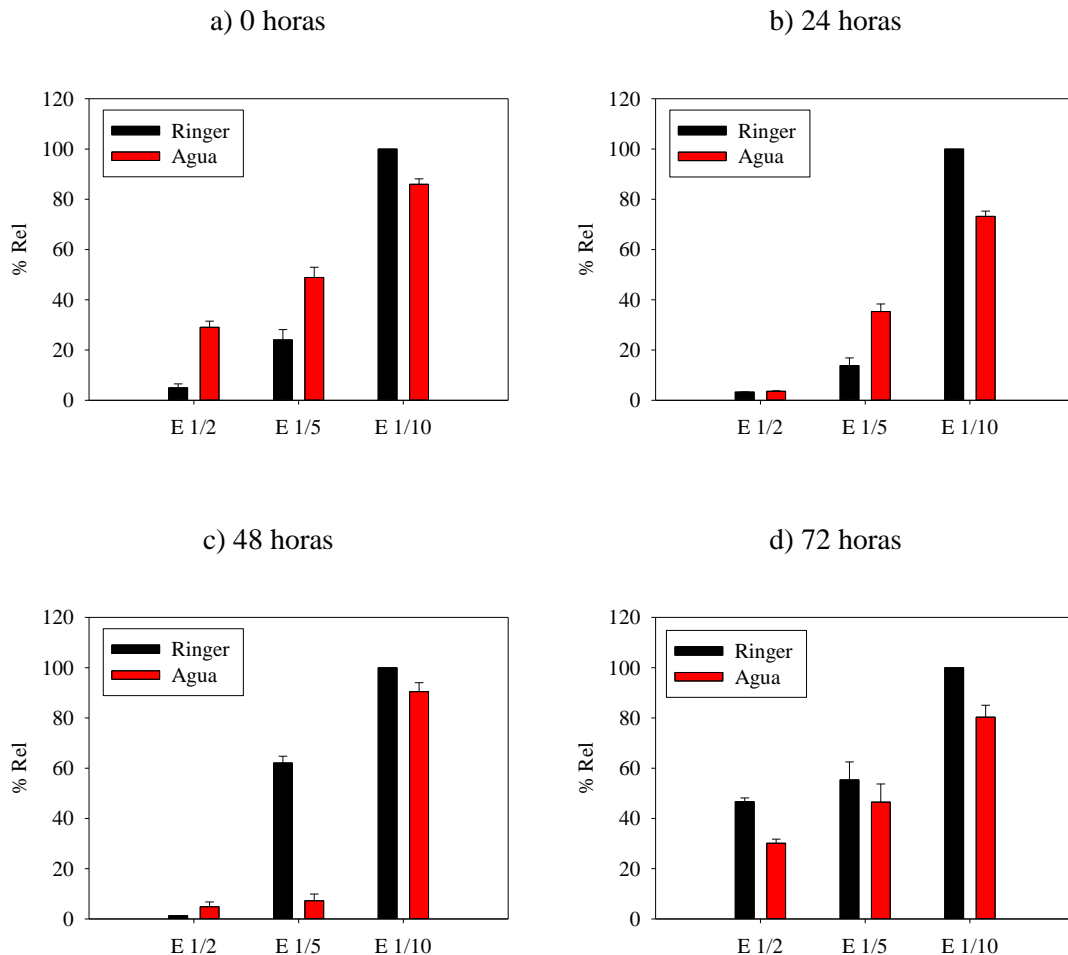 a) 0 horas
120
100
80
60
40
20
0
% Rel
Ringer
Agua
E 1/2 E 1/5 E 1/10
b) 24 horas
120
100
80
60
40
20
0
% Rel
Ringer
Agua
E 1/2 E 1/5 E 1/10
c) 48 horas
120
100
80
60
40
20
0
% Rel
Ringer
Agua
E 1/2 E 1/5 E 1/10
d) 72 horas
120
100
80
60
40
20
0
% Rel
Ringer
Agua
E 1/2 E 1/5 E 1/10